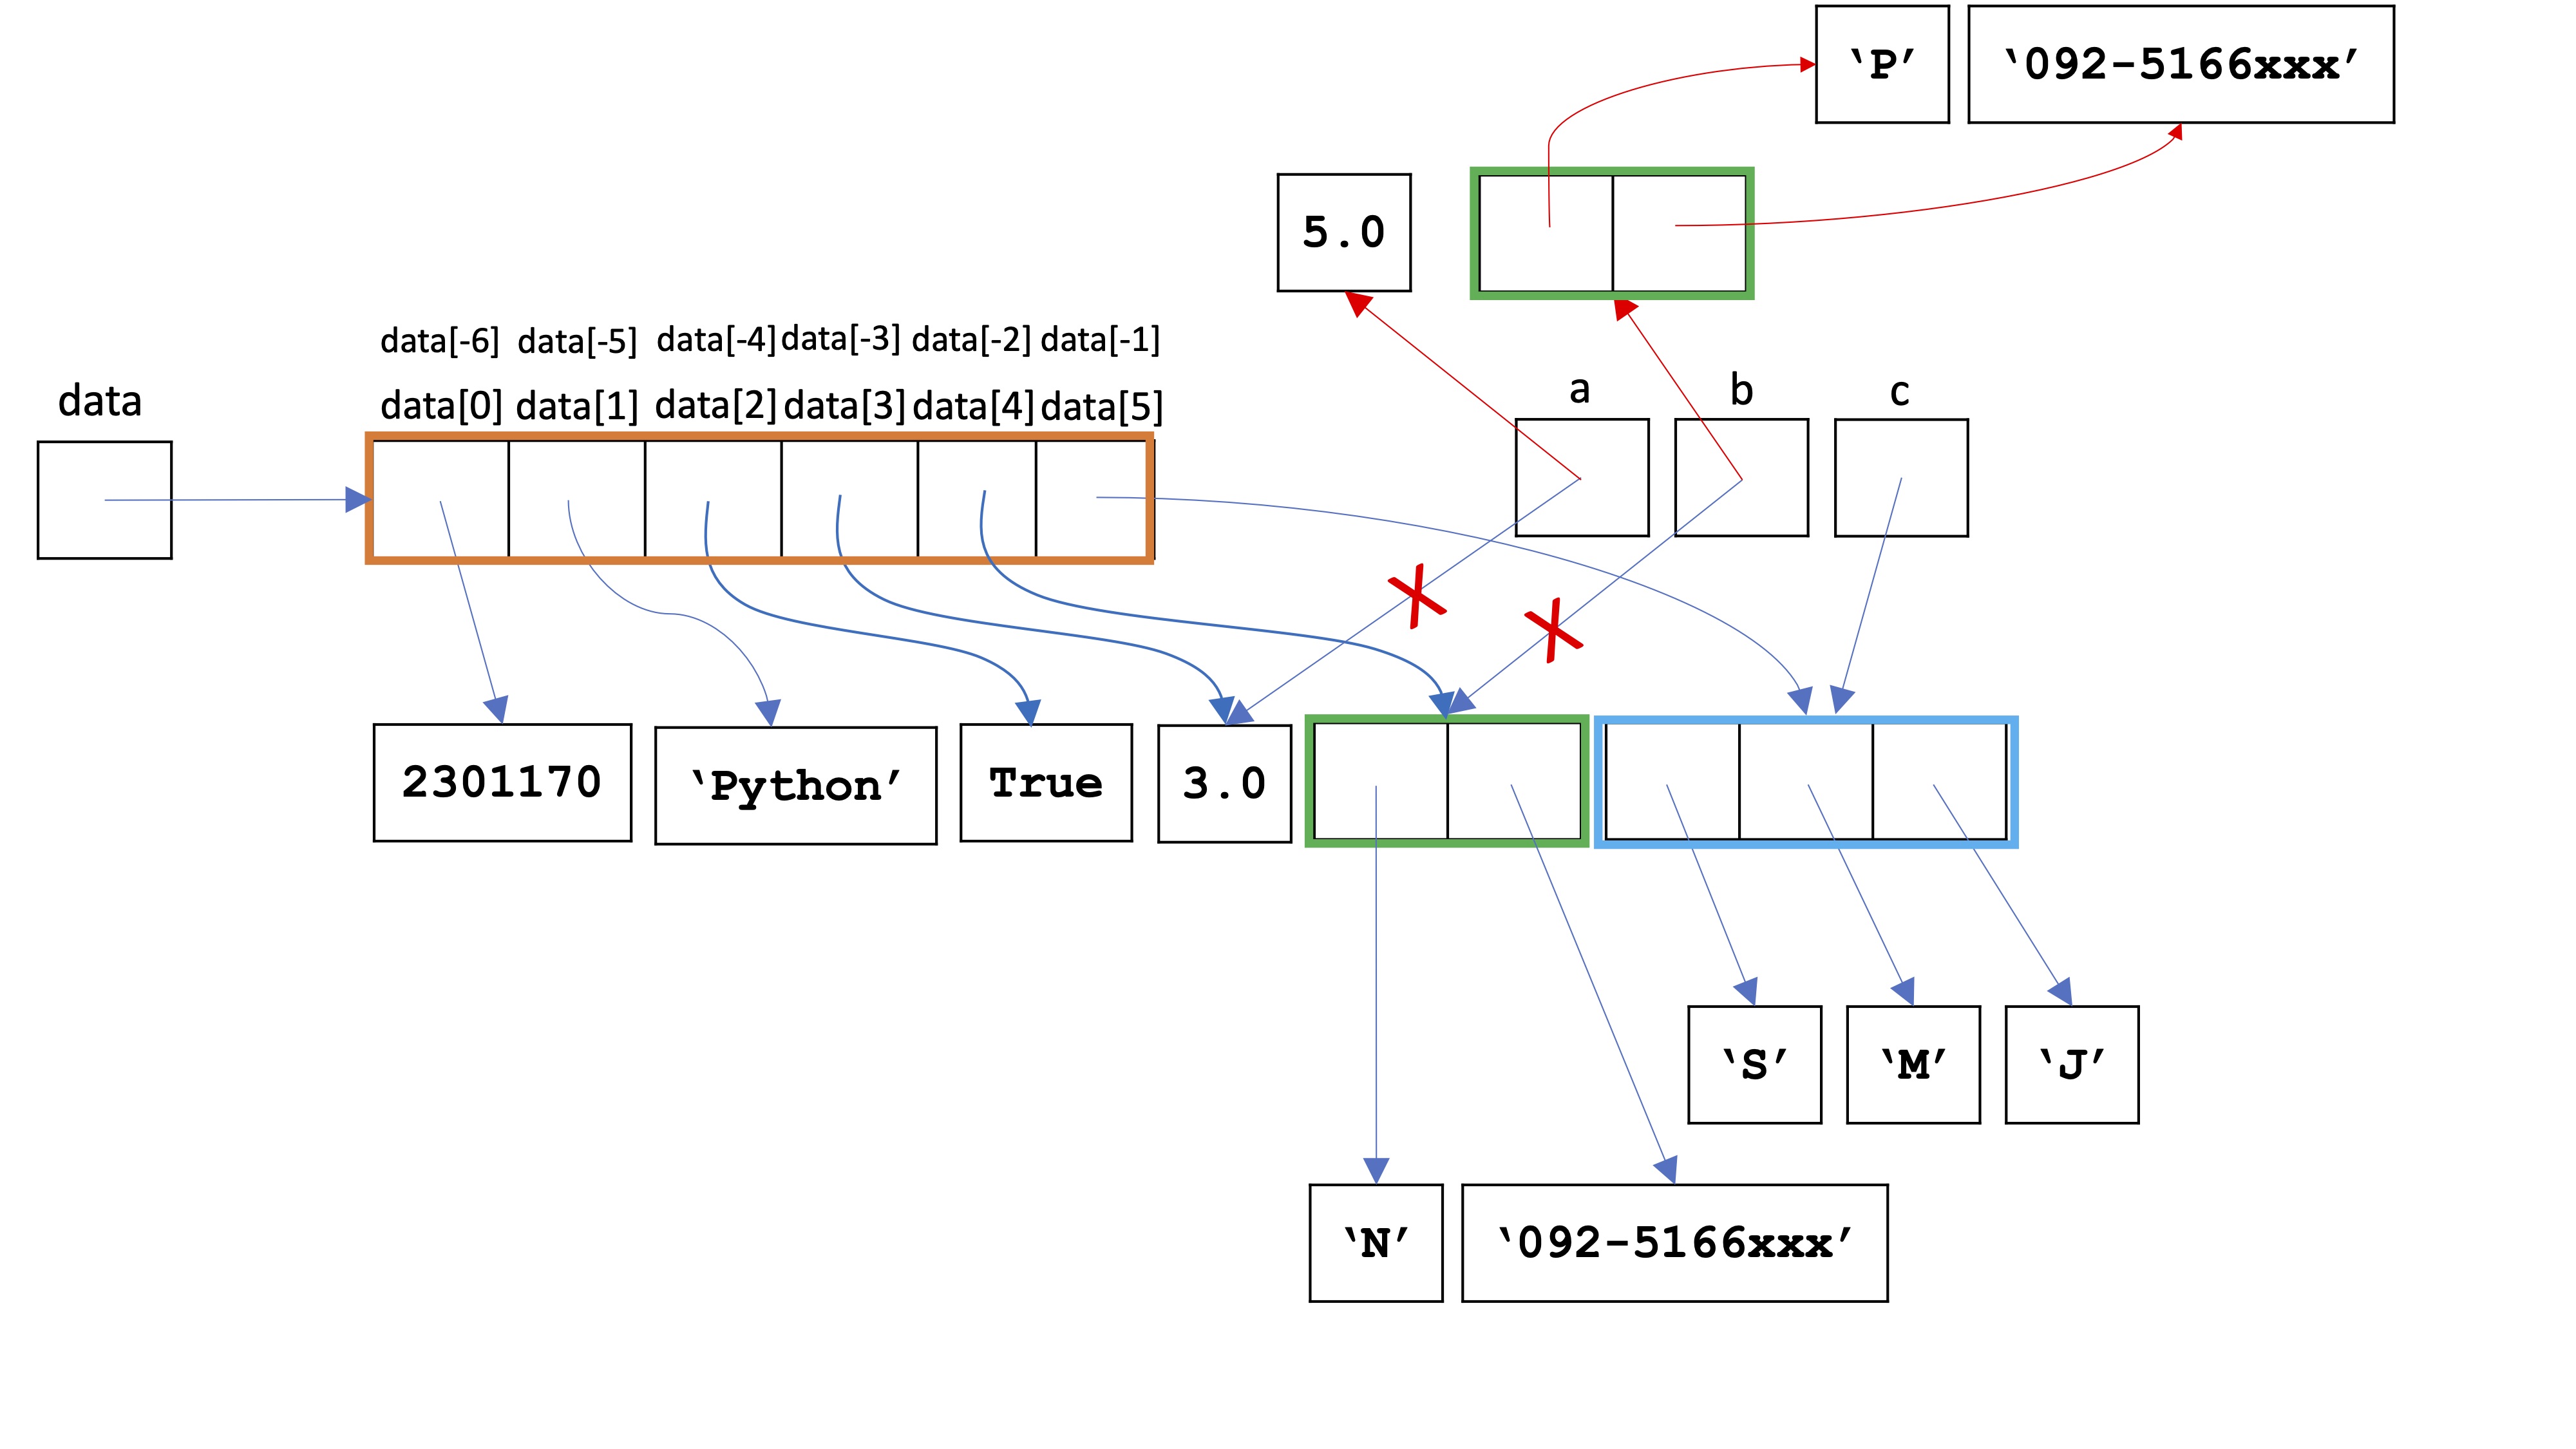 ‘P’ ‘092-5166xxx’
5.0
data[-6] data[-5] data[-4] data[-3] data[-2] data[-1]
data a b c
data[0] data[1] data[2] data[3] data[4] data[5]
2301170 ‘Python’ True 3.0
‘S’ ‘M’ ‘J’
‘N’ ‘092-5166xxx’